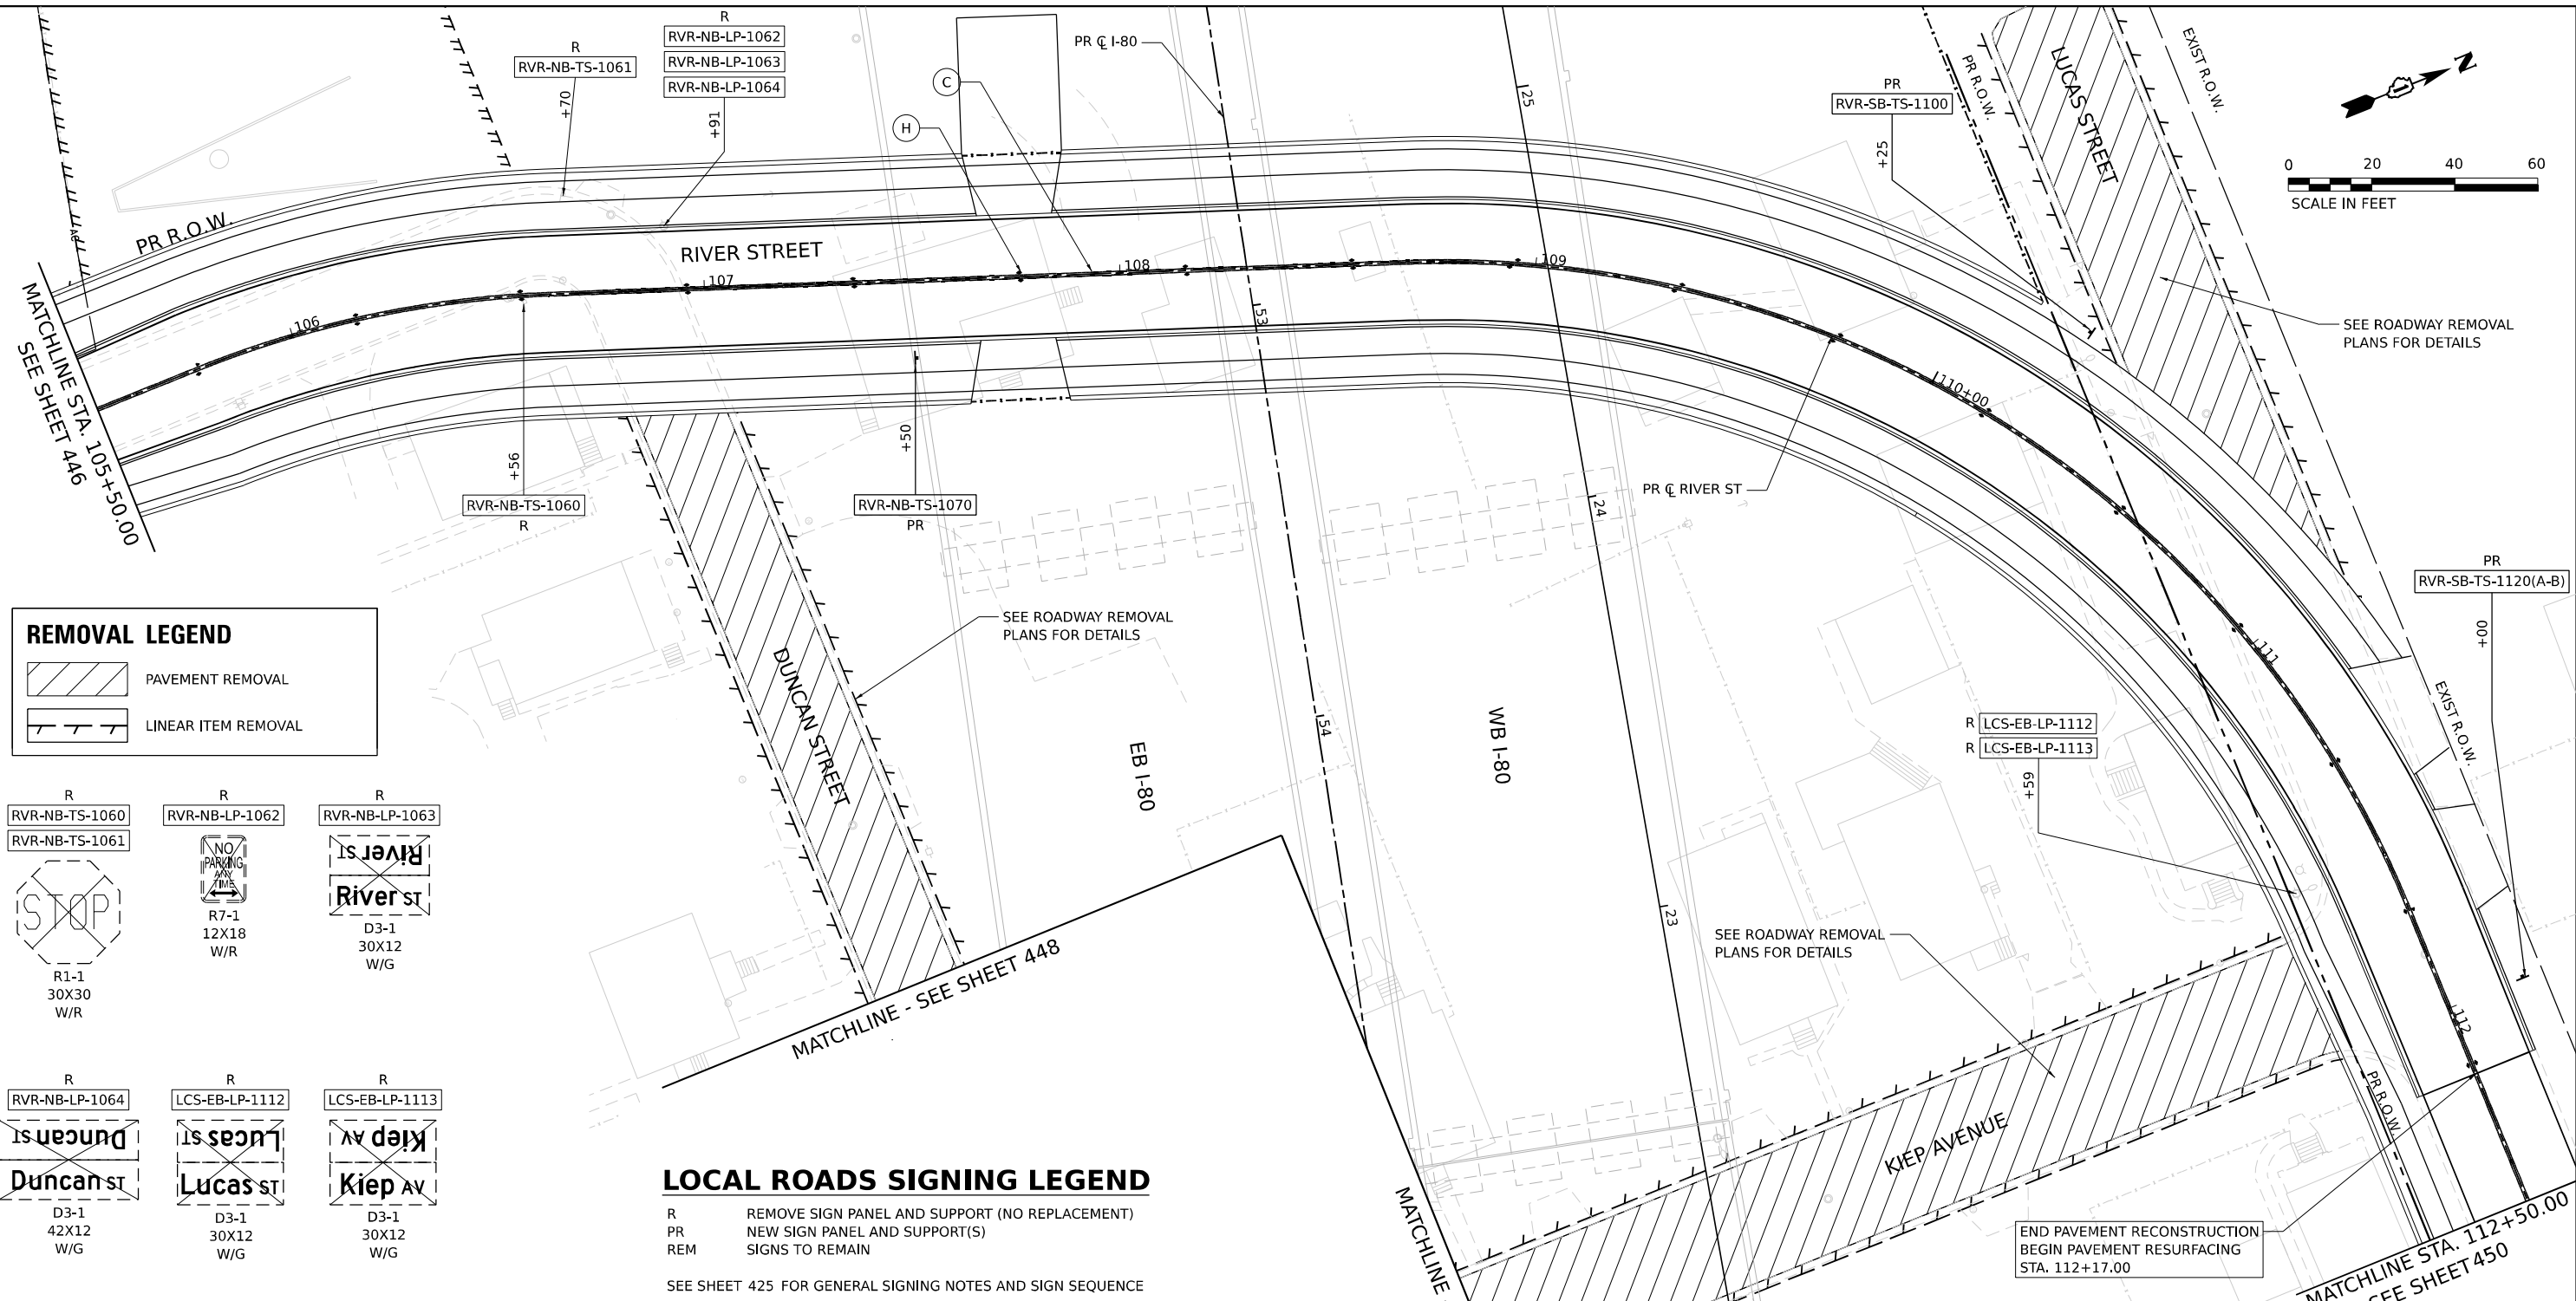 R
RVR-NB-TS-1061
+70
R
RVR-NB-LP-1062
RVR-NB-LP-1063
RVR-NB-LP-1064
+91
H
C
PR ℄ I-80
25
PR
RVR-SB-TS-1100
+25
PR R.O.W.
LUCAS STREET
EXIST R.O.W.
N
0 20 40 60
SCALE IN FEET
SEE ROADWAY REMOVAL
PLANS FOR DETAILS
PR R.O.W.
RIVER STREET
106
107
108
109
110+00
111
112
53
54
24
23
MATCHLINE STA. 105+50.00
SEE SHEET 446
+56
RVR-NB-TS-1060
R
+50
RVR-NB-TS-1070
PR
PR ℄ RIVER ST
PR
RVR-SB-TS-1120(A-B)
+00
EXIST R.O.W.
SEE ROADWAY REMOVAL
PLANS FOR DETAILS
DUNCAN STREET
EB I-80
WB I-80
R LCS-EB-LP-1112
R LCS-EB-LP-1113
+59
SEE ROADWAY REMOVAL
PLANS FOR DETAILS
KIEP AVENUE
PR R.O.W.
MATCHLINE - SEE SHEET 448
MATCHLINE
END PAVEMENT RECONSTRUCTION
BEGIN PAVEMENT RESURFACING
STA. 112+17.00
MATCHLINE STA. 112+50.00
SEE SHEET 450
REMOVAL LEGEND
PAVEMENT REMOVAL
LINEAR ITEM REMOVAL
R
RVR-NB-TS-1060
RVR-NB-TS-1061
STOP
R1-1
30X30
W/R
R
RVR-NB-LP-1062
NO
PARKING
ANY
TIME
R7-1
12X18
W/R
R
RVR-NB-LP-1063
River ST
River ST
D3-1
30X12
W/G
R
RVR-NB-LP-1064
Duncan ST
Duncan ST
D3-1
42X12
W/G
R
LCS-EB-LP-1112
Lucas ST
Lucas ST
D3-1
30X12
W/G
R
LCS-EB-LP-1113
Kiep AV
Kiep AV
D3-1
30X12
W/G
LOCAL ROADS SIGNING LEGEND
R REMOVE SIGN PANEL AND SUPPORT (NO REPLACEMENT)
PR NEW SIGN PANEL AND SUPPORT(S)
REM SIGNS TO REMAIN
SEE SHEET 425 FOR GENERAL SIGNING NOTES AND SIGN SEQUENCE